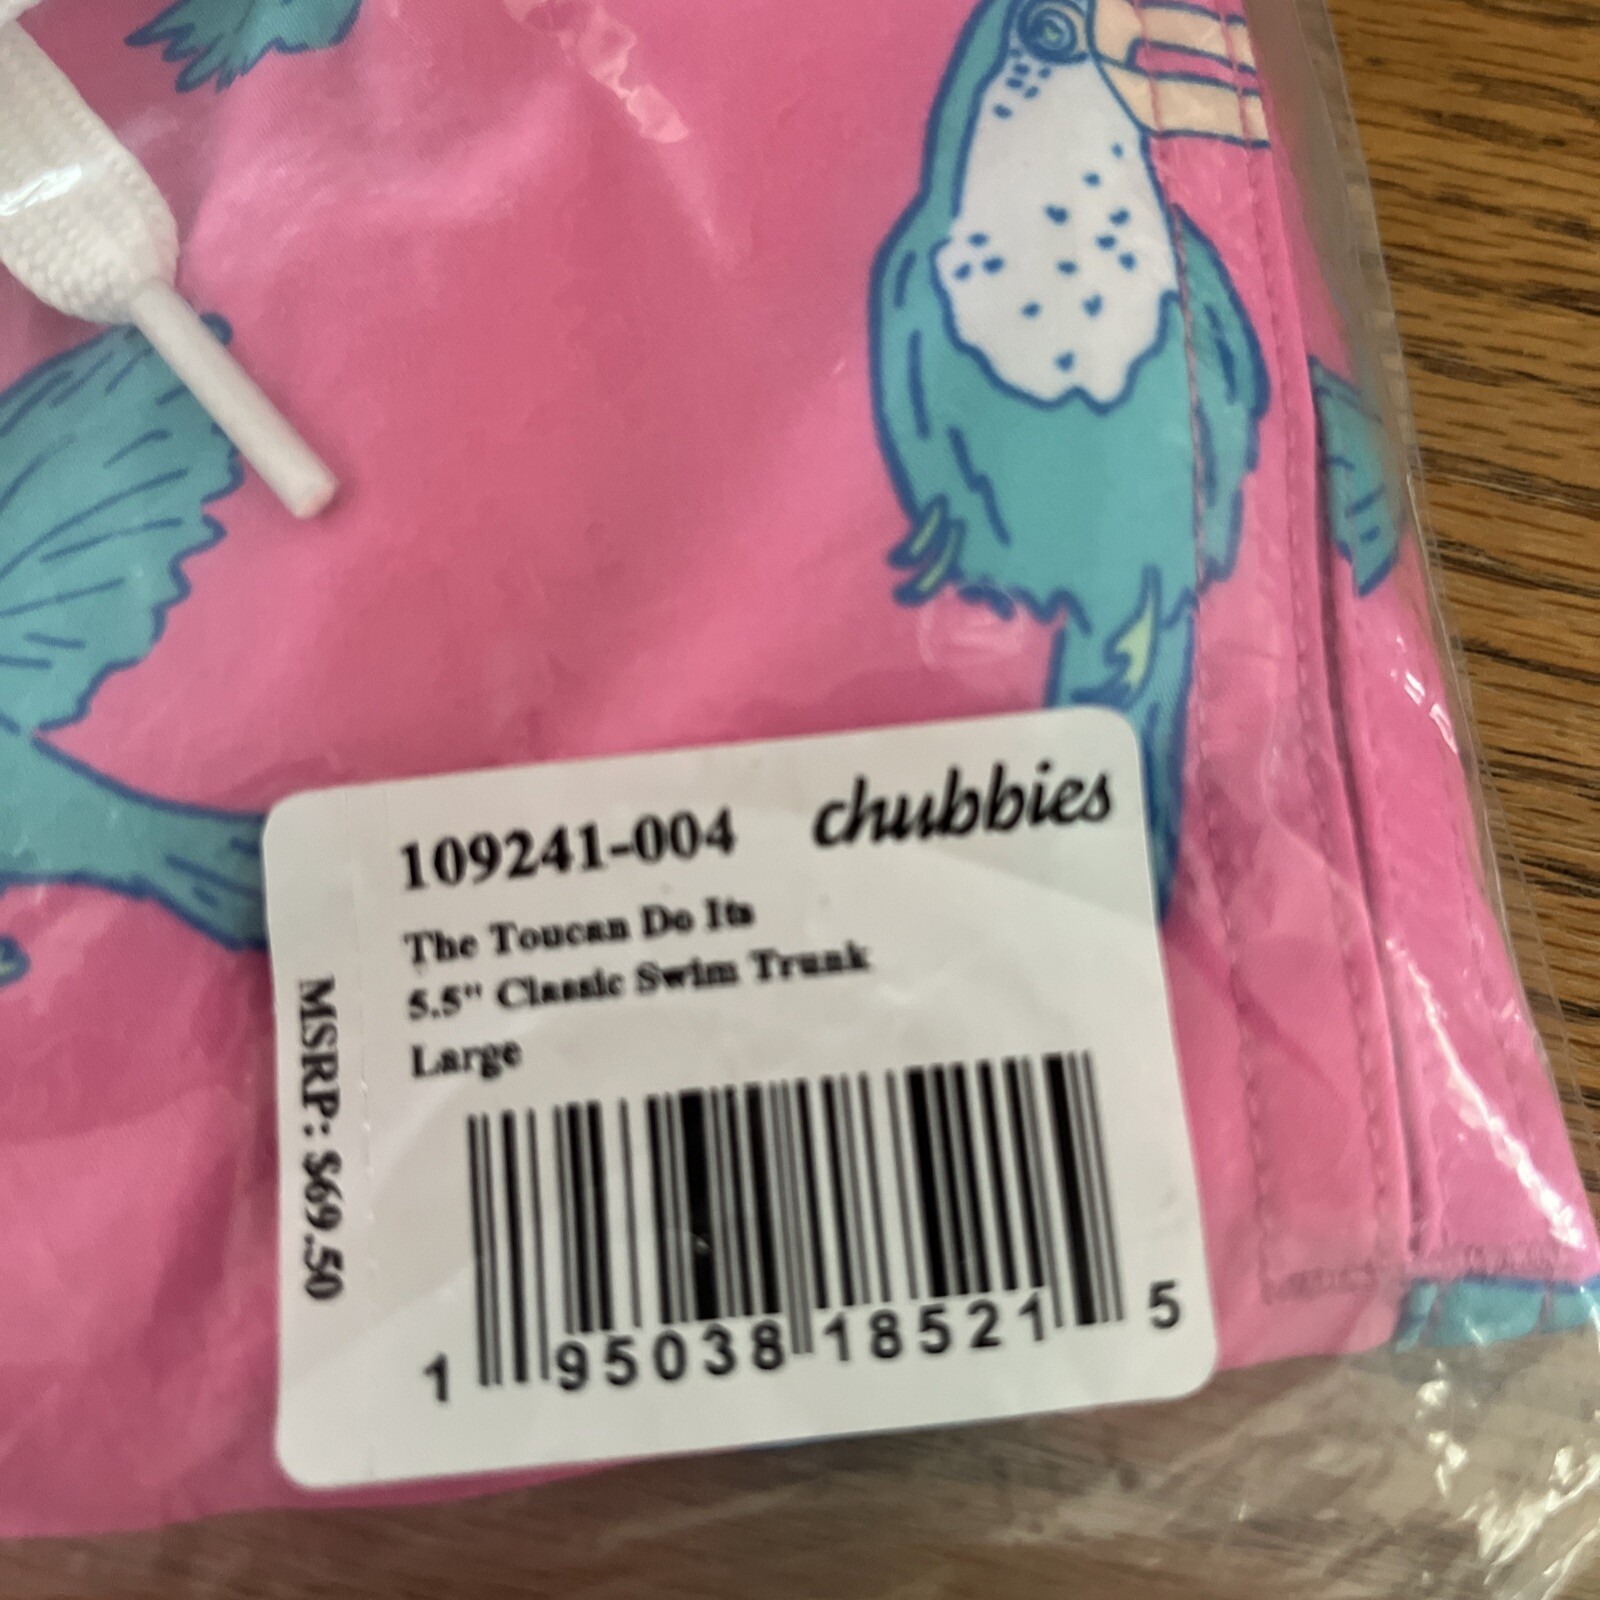 109241-004 chubbies
The Toucan Do Its
5.5" Classic Swim Trunk
Large
MSRP: $69.50
1 95038 18521 5